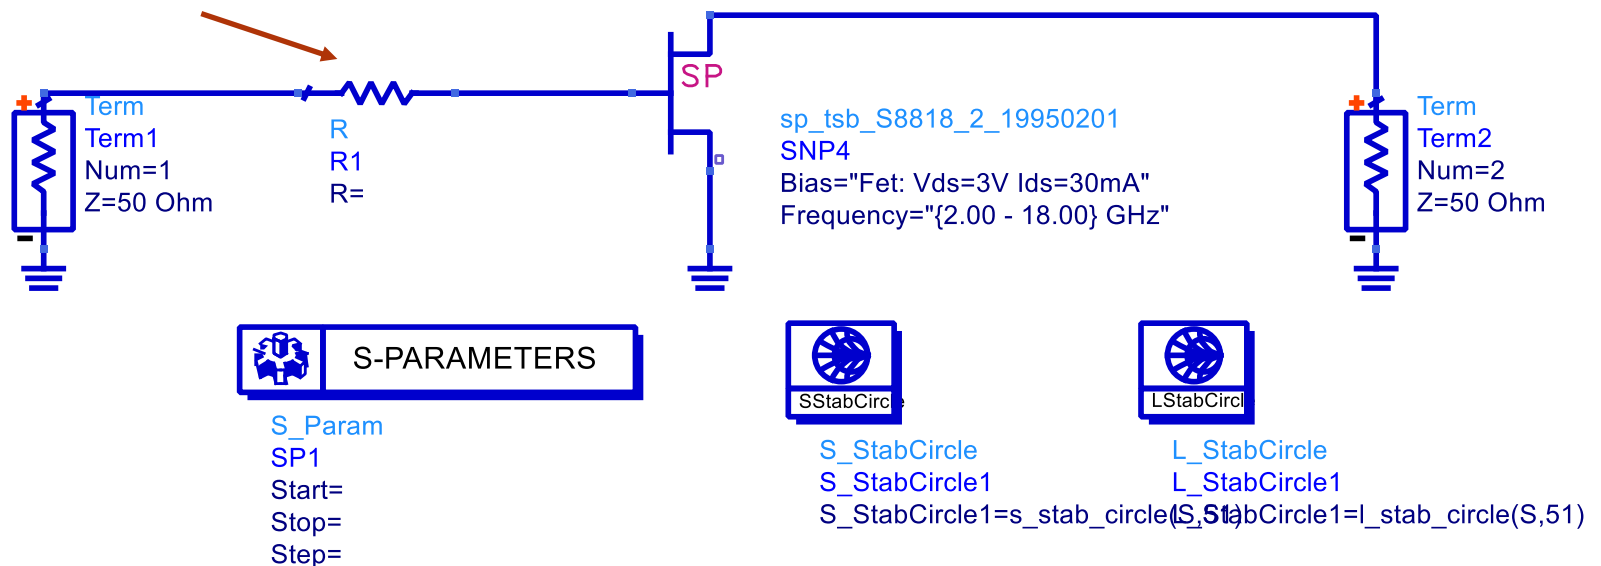 SP
Term
Term1
Num=1
Z=50 Ohm
R
R1
R=
sp_tsb_S8818_2_19950201
SNP4
Bias="Fet: Vds=3V Ids=30mA"
Frequency="{2.00 - 18.00} GHz"
Term
Term2
Num=2
Z=50 Ohm
S-PARAMETERS
S_Param
SP1
Start=
Stop=
Step=
SStabCircle
S_StabCircle
S_StabCircle1
S_StabCircle1=s_stab_circle(S,51)
LStabCircle
L_StabCircle
L_StabCircle1
L_StabCircle1=l_stab_circle(S,51)